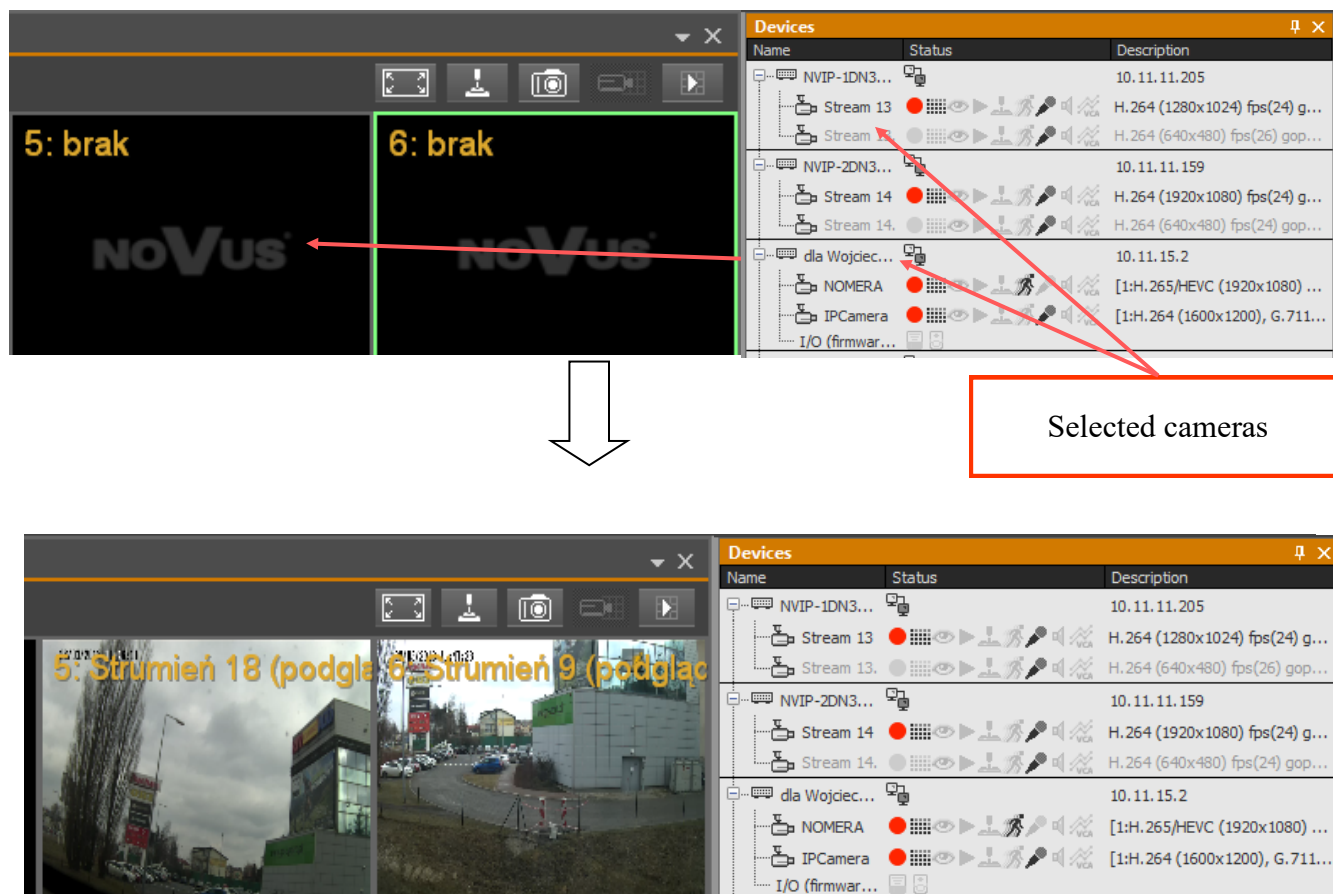 Devices
Name Status Description
NVIP-1DN3... 10.11.11.205
Stream 13 H.264 (1280x1024) fps(24) g...
H.264 (640x480) fps(26) gop...
NVIP-2DN3... 10.11.11.159
Stream 14 H.264 (1920x1080) fps(24) g...
Stream 14. VCA H.264 (640x480) fps(24) gop...
dla Wojciec... 10.11.15.2
NOMERA [1:H.265/HEVC (1920x1080) ...
IPCamera [1:H.264 (1600x1200), G.711...
I/O (firmwar...
5: brak
6: brak
NOVUS
NOVUS
Selected cameras
Devices
Name Status Description
NVIP-1DN3... 10.11.11.205
Stream 13 H.264 (1280x1024) fps(24) g...
Stream 13. VCA H.264 (640x480) fps(26) gop...
NVIP-2DN3... 10.11.11.159
Stream 14 H.264 (1920x1080) fps(24) g...
Stream 14. VCA H.264 (640x480) fps(24) gop...
dla Wojciec... 10.11.15.2
NOMERA [1:H.265/HEVC (1920x1080) ...
IPCamera [1:H.264 (1600x1200), G.711...
I/O (firmwar...
5: Strumień 18 (podgla
6: Strumień 9 (podgląd